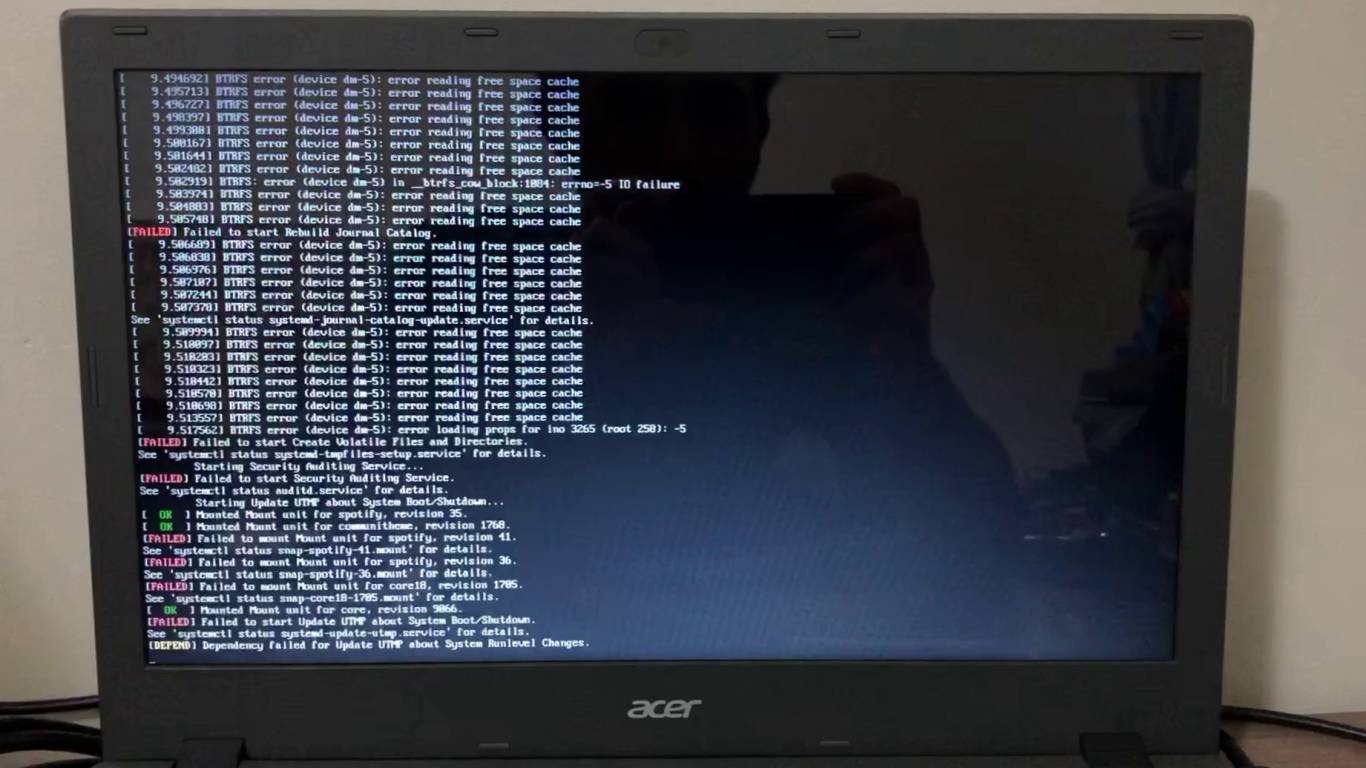 [    9.494692] BTRFS error (device dm-5): error reading free space cache
[    9.495713] BTRFS error (device dm-5): error reading free space cache
[    9.496727] BTRFS error (device dm-5): error reading free space cache
[    9.498397] BTRFS error (device dm-5): error reading free space cache
[    9.499308] BTRFS error (device dm-5): error reading free space cache
[    9.500167] BTRFS error (device dm-5): error reading free space cache
[    9.501644] BTRFS error (device dm-5): error reading free space cache
[    9.502482] BTRFS error (device dm-5): error reading free space cache
[    9.502919] BTRFS: error (device dm-5) in __btrfs_cow_block:1084: errno=-5 IO failure
[    9.503974] BTRFS error (device dm-5): error reading free space cache
[    9.504883] BTRFS error (device dm-5): error reading free space cache
[    9.505748] BTRFS error (device dm-5): error reading free space cache
[FAILED] Failed to start Rebuild Journal Catalog.
[    9.506689] BTRFS error (device dm-5): error reading free space cache
[    9.506838] BTRFS error (device dm-5): error reading free space cache
[    9.506976] BTRFS error (device dm-5): error reading free space cache
[    9.507107] BTRFS error (device dm-5): error reading free space cache
[    9.507244] BTRFS error (device dm-5): error reading free space cache
[    9.507378] BTRFS error (device dm-5): error reading free space cache
See 'systemctl status systemd-journal-catalog-update.service' for details.
[    9.509994] BTRFS error (device dm-5): error reading free space cache
[    9.510097] BTRFS error (device dm-5): error reading free space cache
[    9.510203] BTRFS error (device dm-5): error reading free space cache
[    9.510323] BTRFS error (device dm-5): error reading free space cache
[    9.510442] BTRFS error (device dm-5): error reading free space cache
[    9.510570] BTRFS error (device dm-5): error reading free space cache
[    9.510698] BTRFS error (device dm-5): error reading free space cache
[    9.513557] BTRFS error (device dm-5): error reading free space cache
[    9.517562] BTRFS error (device dm-5): error loading props for ino 3265 (root 258): -5
[FAILED] Failed to start Create Volatile Files and Directories.
See 'systemctl status systemd-tmpfiles-setup.service' for details.
Starting Security Auditing Service...
[FAILED] Failed to start Security Auditing Service.
See 'systemctl status auditd.service' for details.
Starting Update UTMP about System Boot/Shutdown...
[  OK  ] Mounted Mount unit for spotify, revision 35.
[  OK  ] Mounted Mount unit for communitheme, revision 1768.
[FAILED] Failed to mount Mount unit for spotify, revision 41.
See 'systemctl status snap-spotify-41.mount' for details.
[FAILED] Failed to mount Mount unit for spotify, revision 36.
See 'systemctl status snap-spotify-36.mount' for details.
[FAILED] Failed to mount Mount unit for core18, revision 1705.
See 'systemctl status snap-core18-1705.mount' for details.
[  OK  ] Mounted Mount unit for core, revision 9066.
[FAILED] Failed to start Update UTMP about System Boot/Shutdown.
See 'systemctl status systemd-update-utmp.service' for details.
[DEPEND] Dependency failed for Update UTMP about System Runlevel Changes.
acer